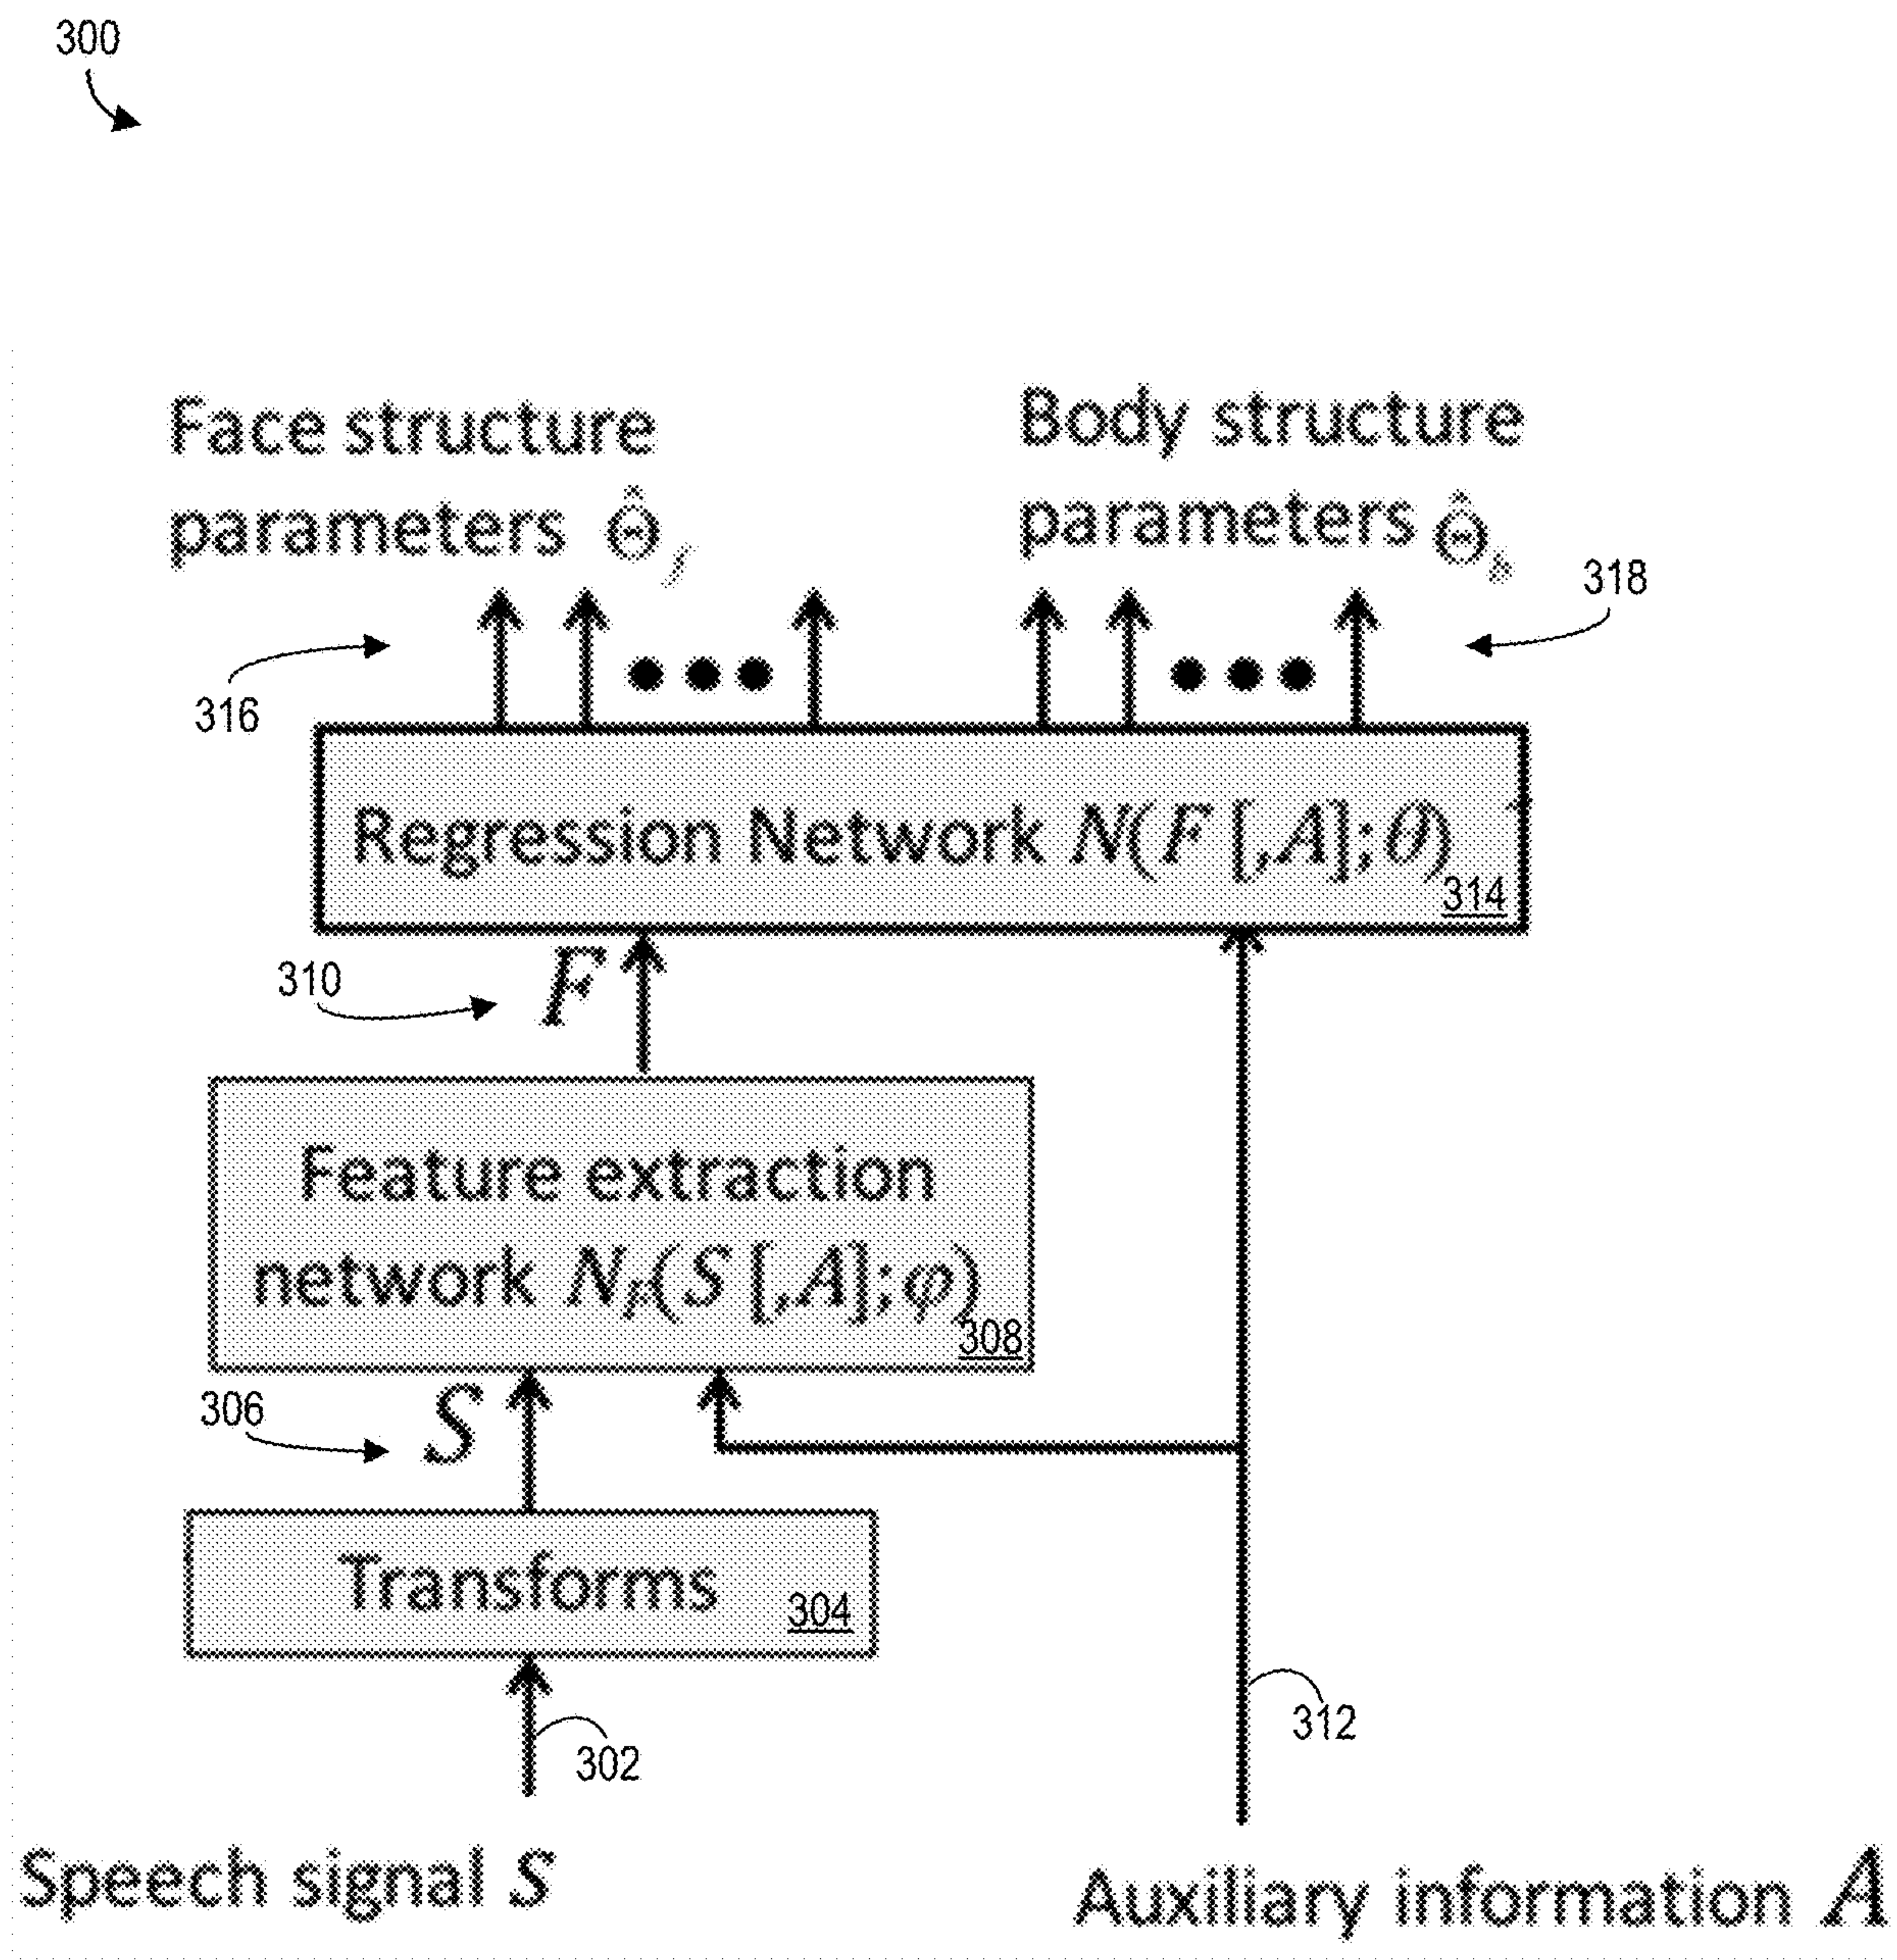 300
Face structure
parameters Θ̂f
Body structure
parameters Θ̂b
316
318
Regression Network N(F [,A];θ)
314
310
F
Feature extraction
network NF(S [,A];φ)
308
306
S
Transforms
304
302
312
Speech signal s
Auxiliary information A